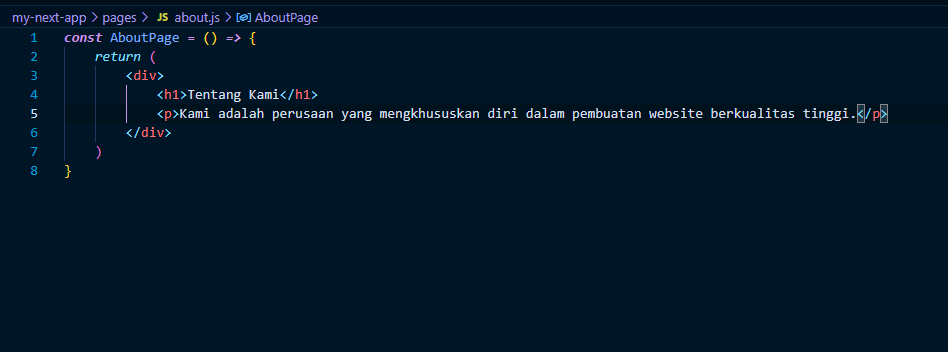 my-next-app > pages > JS about.js > AboutPage
1 const AboutPage = () => {
2 return (
3 <div>
4 <h1>Tentang Kami</h1>
5 <p>Kami adalah perusaan yang mengkhususkan diri dalam pembuatan website berkualitas tinggi.</p>
6 </div>
7 )
8 }